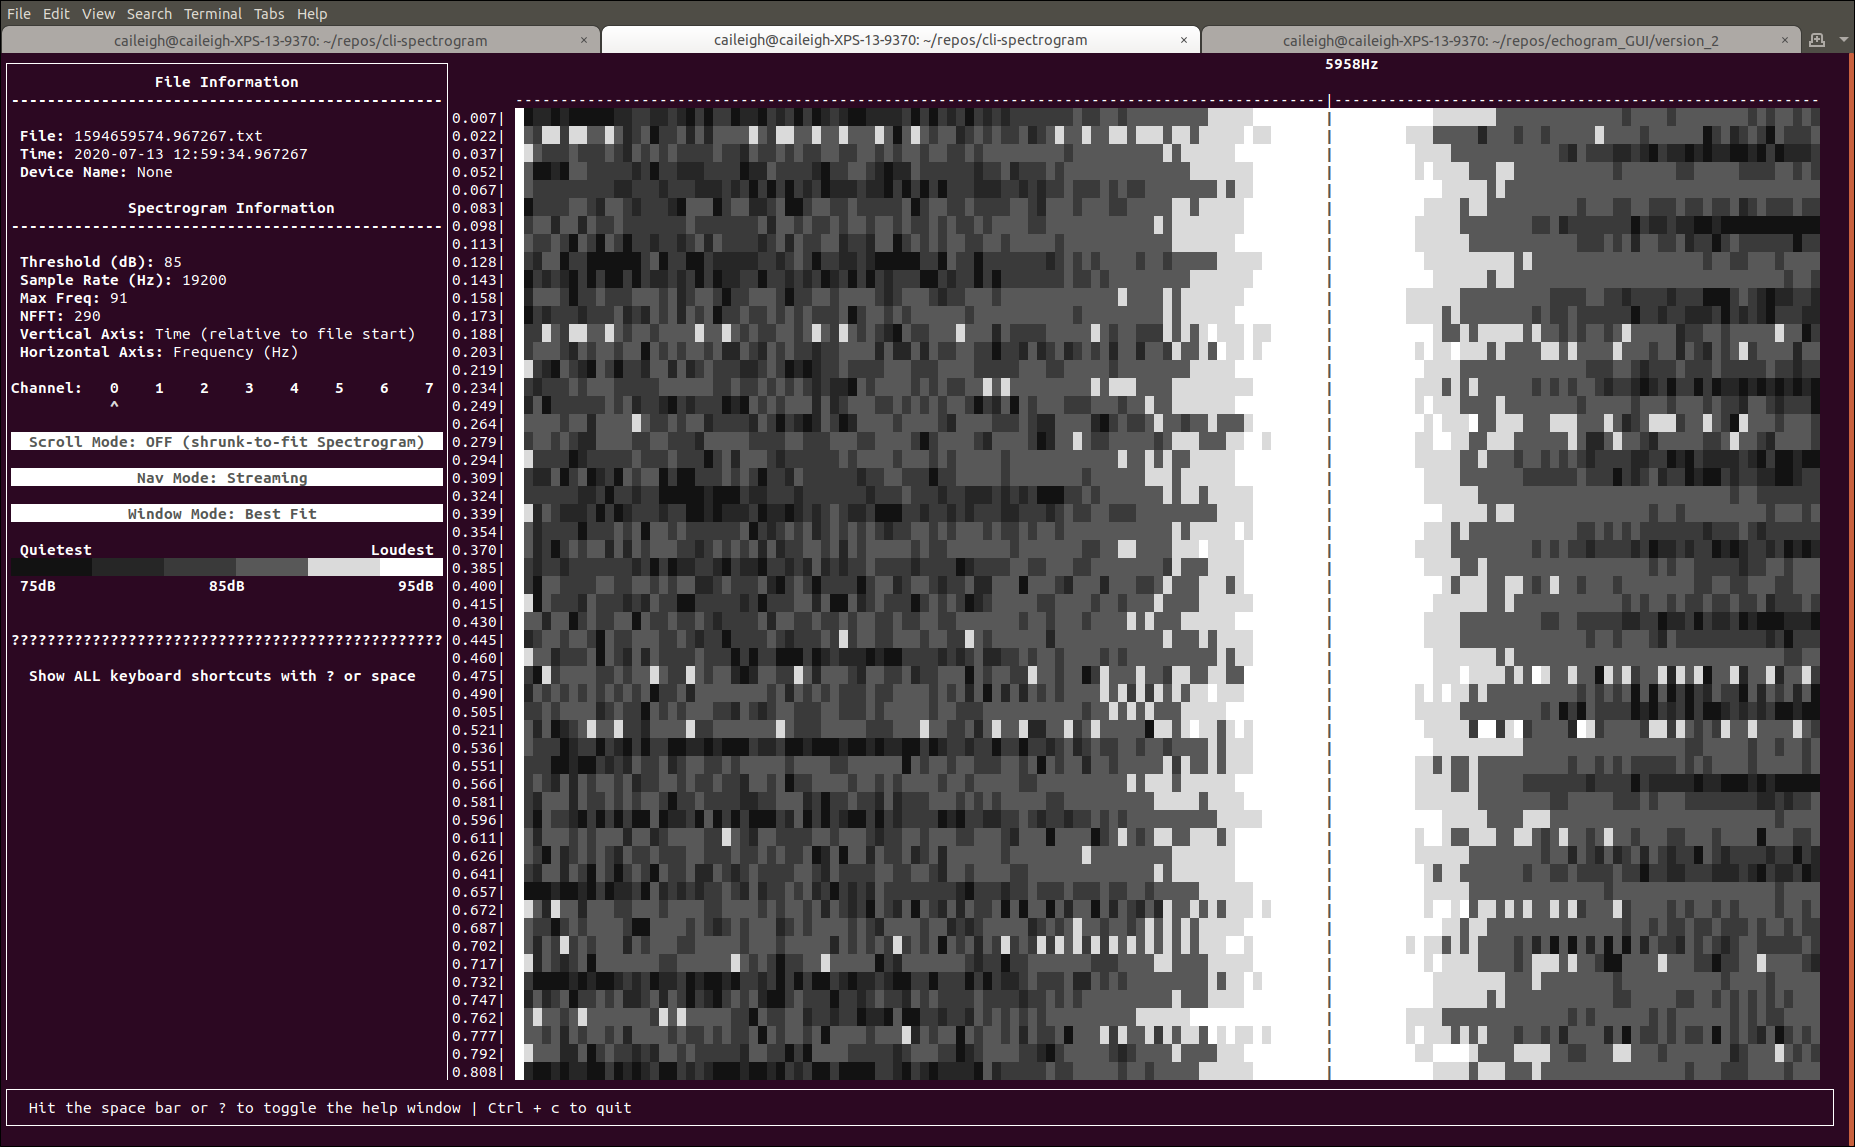 File Edit View Search Terminal Tabs Help
caileigh@caileigh-XPS-13-9370: ~/repos/cli-spectrogram × caileigh@caileigh-XPS-13-9370: ~/repos/cli-spectrogram × caileigh@caileigh-XPS-13-9370: ~/repos/echogram_GUI/version_2 ×
5958Hz
File Information
------------------------------------------------
File: 1594659574.967267.txt
Time: 2020-07-13 12:59:34.967267
Device Name: None
Spectrogram Information
------------------------------------------------
Threshold (dB): 85
Sample Rate (Hz): 19200
Max Freq: 91
NFFT: 290
Vertical Axis: Time (relative to file start)
Horizontal Axis: Frequency (Hz)
Channel: 0 1 2 3 4 5 6 7
^
Scroll Mode: OFF (shrunk-to-fit Spectrogram)
Nav Mode: Streaming
Window Mode: Best Fit
Quietest Loudest
75dB 85dB 95dB
????????????????????????????????????????????????
Show ALL keyboard shortcuts with ? or space
0.007|
0.022|
0.037|
0.052|
0.067|
0.083|
0.098|
0.113|
0.128|
0.143|
0.158|
0.173|
0.188|
0.203|
0.219|
0.234|
0.249|
0.264|
0.279|
0.294|
0.309|
0.324|
0.339|
0.354|
0.370|
0.385|
0.400|
0.415|
0.430|
0.445|
0.460|
0.475|
0.490|
0.505|
0.521|
0.536|
0.551|
0.566|
0.581|
0.596|
0.611|
0.626|
0.641|
0.657|
0.672|
0.687|
0.702|
0.717|
0.732|
0.747|
0.762|
0.777|
0.792|
0.808|
Hit the space bar or ? to toggle the help window | Ctrl + c to quit